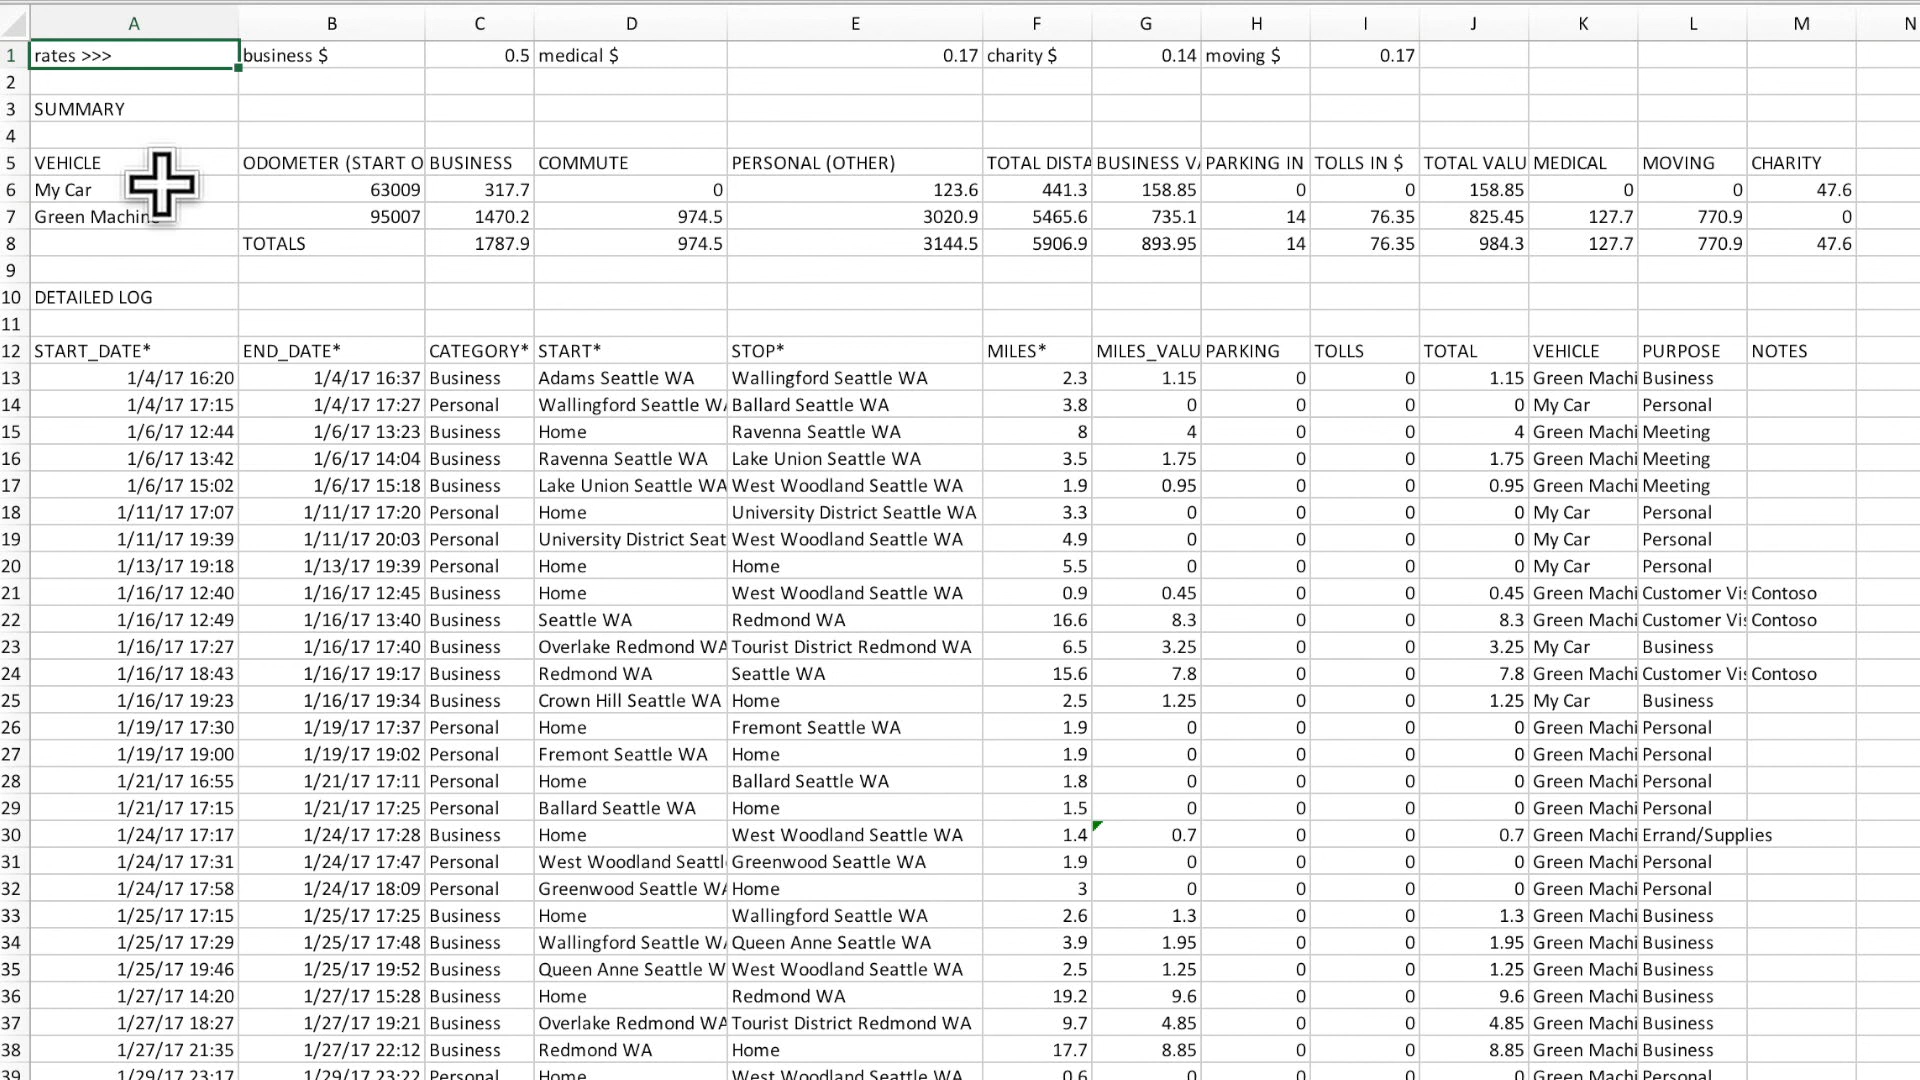 A B C D E F G H I J K L M N
1 rates >>> business $ 0.5 medical $ 0.17 charity $ 0.14 moving $ 0.17
2
3 SUMMARY
4
5 VEHICLE ODOMETER (START O BUSINESS COMMUTE PERSONAL (OTHER) TOTAL DISTA BUSINESS VA PARKING IN TOLLS IN $ TOTAL VALU MEDICAL MOVING CHARITY
6 My Car 63009 317.7 0 123.6 441.3 158.85 0 0 158.85 0 0 47.6
7 Green Machine 95007 1470.2 974.5 3020.9 5465.6 735.1 14 76.35 825.45 127.7 770.9 0
8 TOTALS 1787.9 974.5 3144.5 5906.9 893.95 14 76.35 984.3 127.7 770.9 47.6
9
10 DETAILED LOG
11
12 START_DATE* END_DATE* CATEGORY* START* STOP* MILES* MILES_VALU PARKING TOLLS TOTAL VEHICLE PURPOSE NOTES
13 1/4/17 16:20 1/4/17 16:37 Business Adams Seattle WA Wallingford Seattle WA 2.3 1.15 0 0 1.15 Green Machi Business
14 1/4/17 17:15 1/4/17 17:27 Personal Wallingford Seattle WA Ballard Seattle WA 3.8 0 0 0 0 My Car Personal
15 1/6/17 12:44 1/6/17 13:23 Business Home Ravenna Seattle WA 8 4 0 0 4 Green Machi Meeting
16 1/6/17 13:42 1/6/17 14:04 Business Ravenna Seattle WA Lake Union Seattle WA 3.5 1.75 0 0 1.75 Green Machi Meeting
17 1/6/17 15:02 1/6/17 15:18 Business Lake Union Seattle WA West Woodland Seattle WA 1.9 0.95 0 0 0.95 Green Machi Meeting
18 1/11/17 17:07 1/11/17 17:20 Personal Home University District Seattle WA 3.3 0 0 0 0 My Car Personal
19 1/11/17 19:39 1/11/17 20:03 Personal University District Seat West Woodland Seattle WA 4.9 0 0 0 0 My Car Personal
20 1/13/17 19:18 1/13/17 19:39 Personal Home Home 5.5 0 0 0 0 My Car Personal
21 1/16/17 12:40 1/16/17 12:45 Business Home West Woodland Seattle WA 0.9 0.45 0 0 0.45 Green Machi Customer Vis Contoso
22 1/16/17 12:49 1/16/17 13:40 Business Seattle WA Redmond WA 16.6 8.3 0 0 8.3 Green Machi Customer Vis Contoso
23 1/16/17 17:27 1/16/17 17:40 Business Overlake Redmond WA Tourist District Redmond WA 6.5 3.25 0 0 3.25 My Car Business
24 1/16/17 18:43 1/16/17 19:17 Business Redmond WA Seattle WA 15.6 7.8 0 0 7.8 Green Machi Customer Vis Contoso
25 1/16/17 19:23 1/16/17 19:34 Business Crown Hill Seattle WA Home 2.5 1.25 0 0 1.25 My Car Business
26 1/19/17 17:30 1/19/17 17:37 Personal Home Fremont Seattle WA 1.9 0 0 0 0 Green Machi Personal
27 1/19/17 19:00 1/19/17 19:02 Personal Fremont Seattle WA Home 1.9 0 0 0 0 Green Machi Personal
28 1/21/17 16:55 1/21/17 17:11 Personal Home Ballard Seattle WA 1.8 0 0 0 0 Green Machi Personal
29 1/21/17 17:15 1/21/17 17:25 Personal Ballard Seattle WA Home 1.5 0 0 0 0 Green Machi Personal
30 1/24/17 17:17 1/24/17 17:28 Business Home West Woodland Seattle WA 1.4 0.7 0 0 0.7 Green Machi Errand/Supplies
31 1/24/17 17:31 1/24/17 17:47 Personal West Woodland Seattl Greenwood Seattle WA 1.9 0 0 0 0 Green Machi Personal
32 1/24/17 17:58 1/24/17 18:09 Personal Greenwood Seattle WA Home 3 0 0 0 0 Green Machi Personal
33 1/25/17 17:15 1/25/17 17:25 Business Home Wallingford Seattle WA 2.6 1.3 0 0 1.3 Green Machi Business
34 1/25/17 17:29 1/25/17 17:48 Business Wallingford Seattle WA Queen Anne Seattle WA 3.9 1.95 0 0 1.95 Green Machi Business
35 1/25/17 19:46 1/25/17 19:52 Business Queen Anne Seattle W West Woodland Seattle WA 2.5 1.25 0 0 1.25 Green Machi Business
36 1/27/17 14:20 1/27/17 15:28 Business Home Redmond WA 19.2 9.6 0 0 9.6 Green Machi Business
37 1/27/17 18:27 1/27/17 19:21 Business Overlake Redmond WA Tourist District Redmond WA 9.7 4.85 0 0 4.85 Green Machi Business
38 1/27/17 21:35 1/27/17 22:12 Business Redmond WA Home 17.7 8.85 0 0 8.85 Green Machi Business
39 1/29/17 23:17 1/29/17 23:22 Personal Home West Woodland Seattle WA 0.6 0 0 0 0 Green Machi Personal